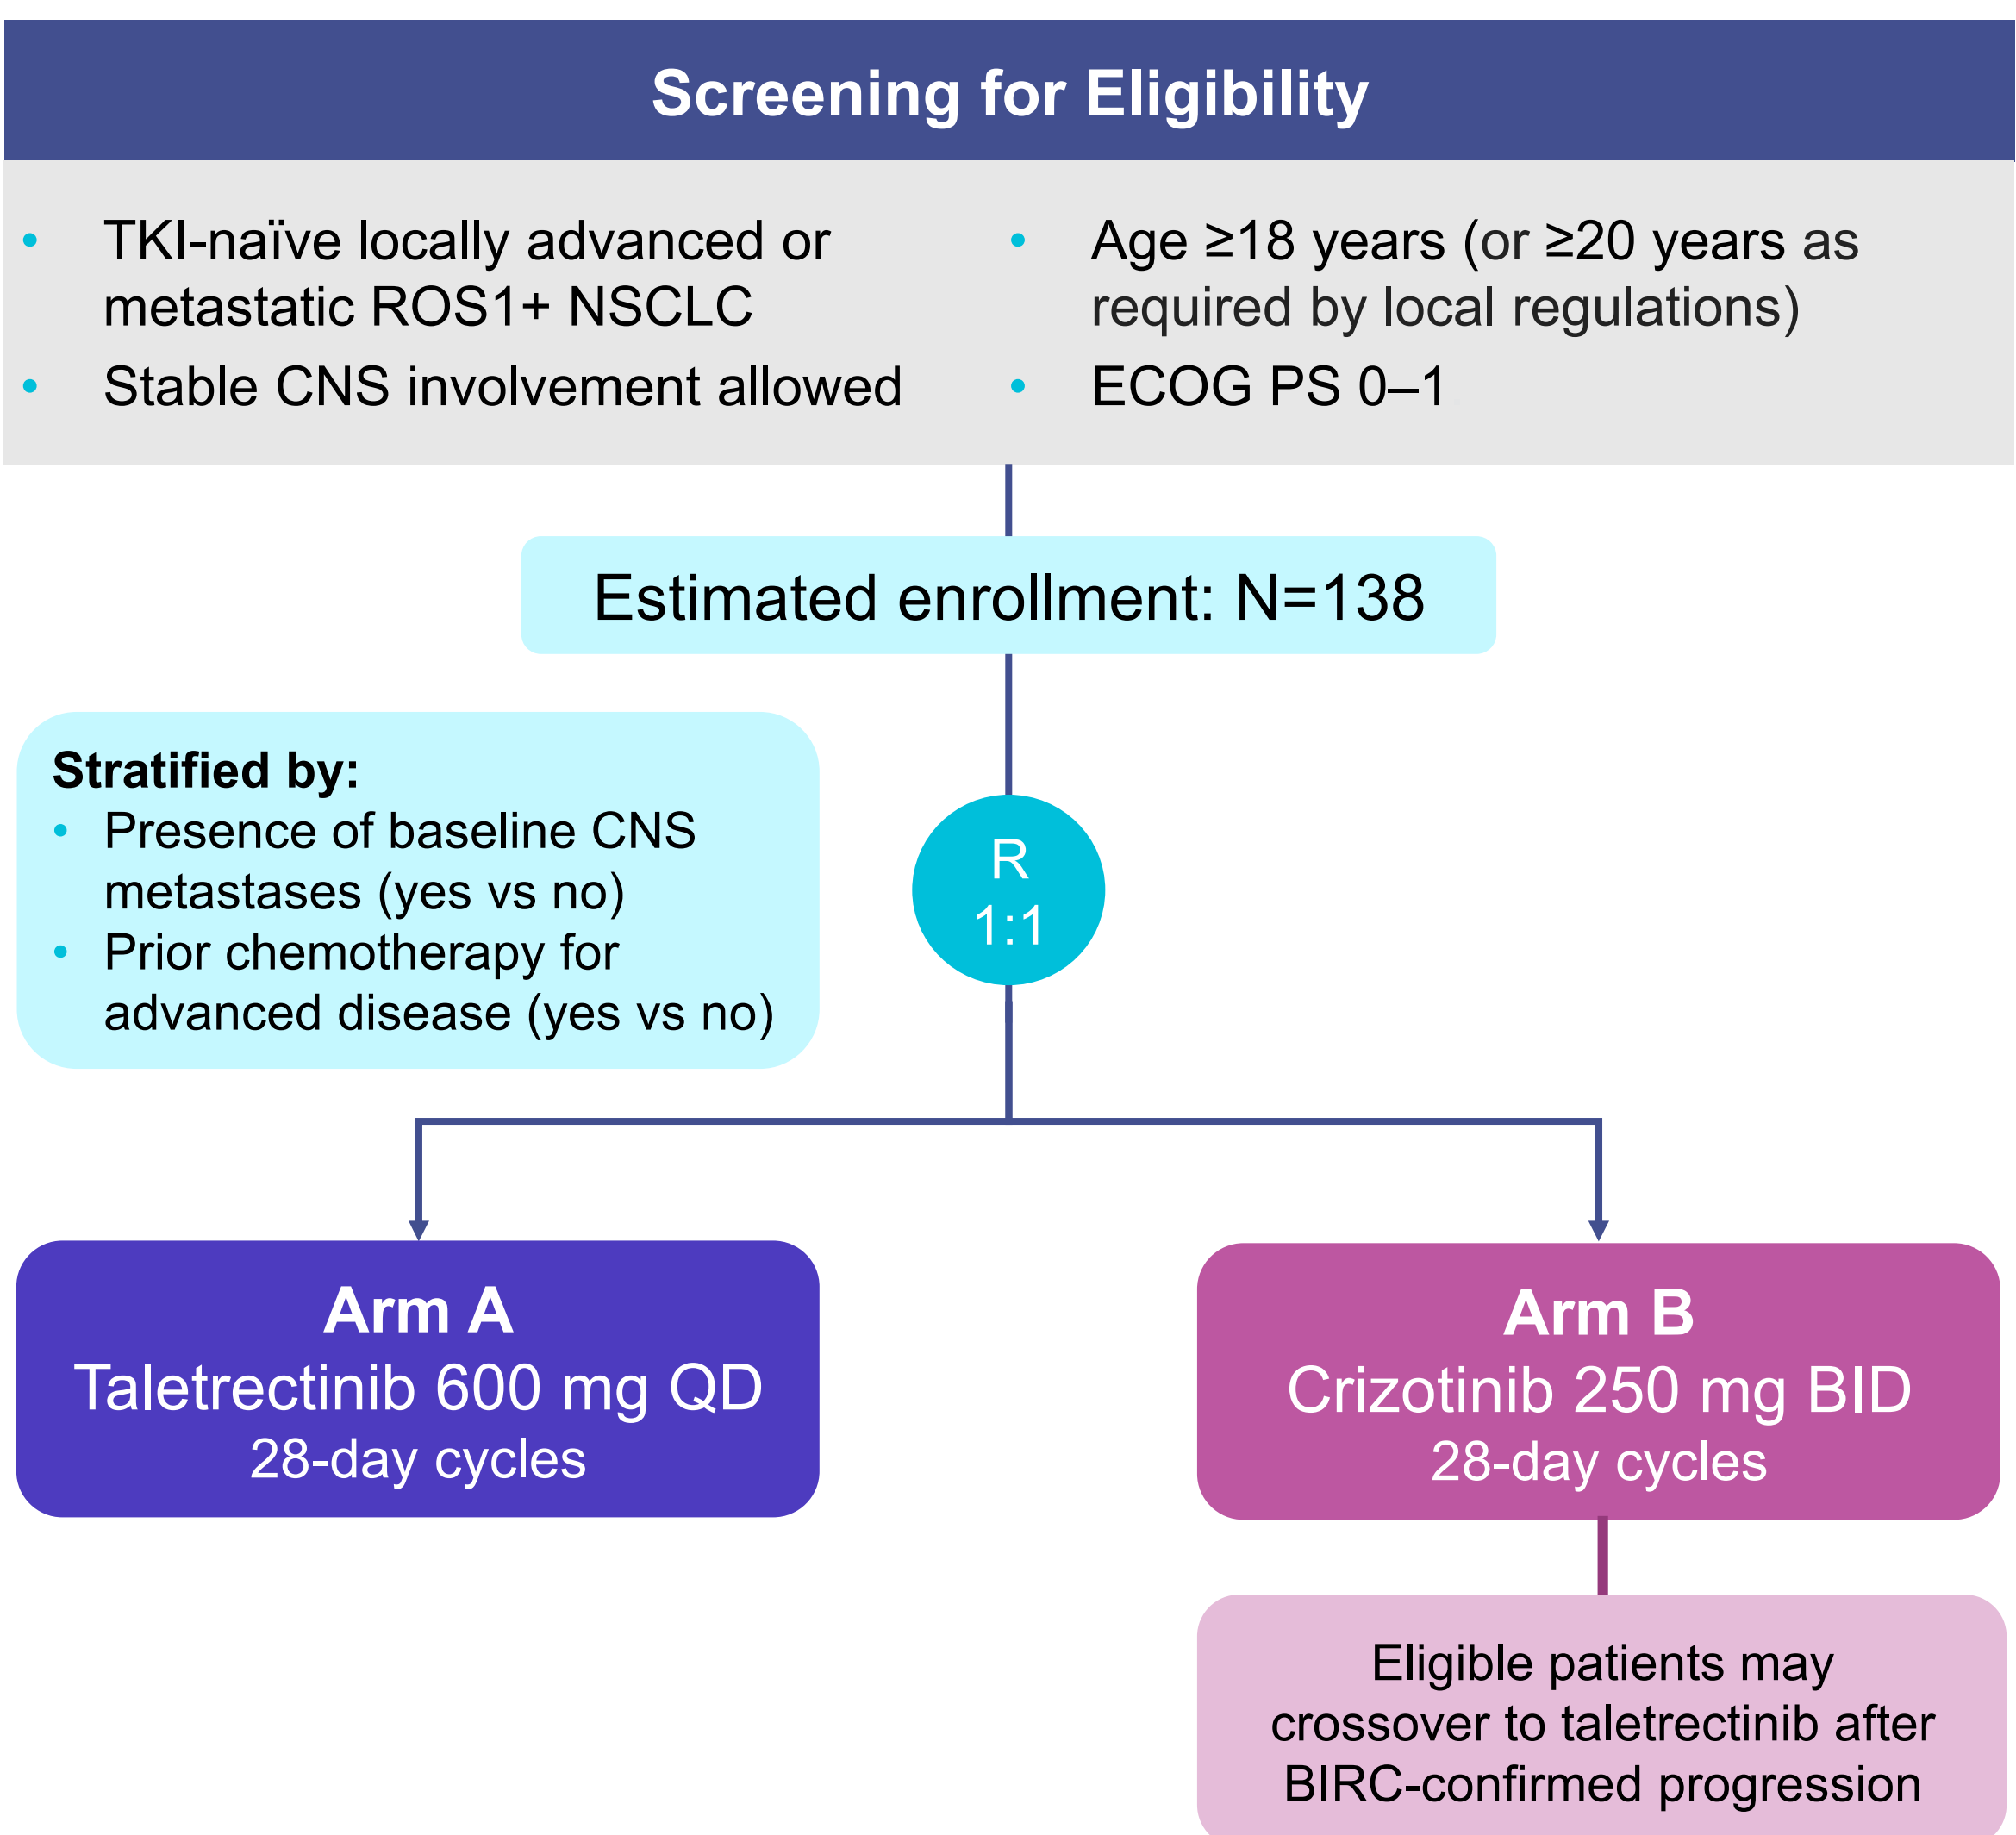 Screening for Eligibility
• TKI-naïve locally advanced or
metastatic ROS1+ NSCLC
• Stable CNS involvement allowed
• Age ≥18 years (or ≥20 years as
required by local regulations)
• ECOG PS 0–1
Estimated enrollment: N=138
Stratified by:
• Presence of baseline CNS
metastases (yes vs no)
• Prior chemotherapy for
advanced disease (yes vs no)
R
1:1
Arm A
Taletrectinib 600 mg QD
28-day cycles
Arm B
Crizotinib 250 mg BID
28-day cycles
Eligible patients may
crossover to taletrectinib after
BIRC-confirmed progression